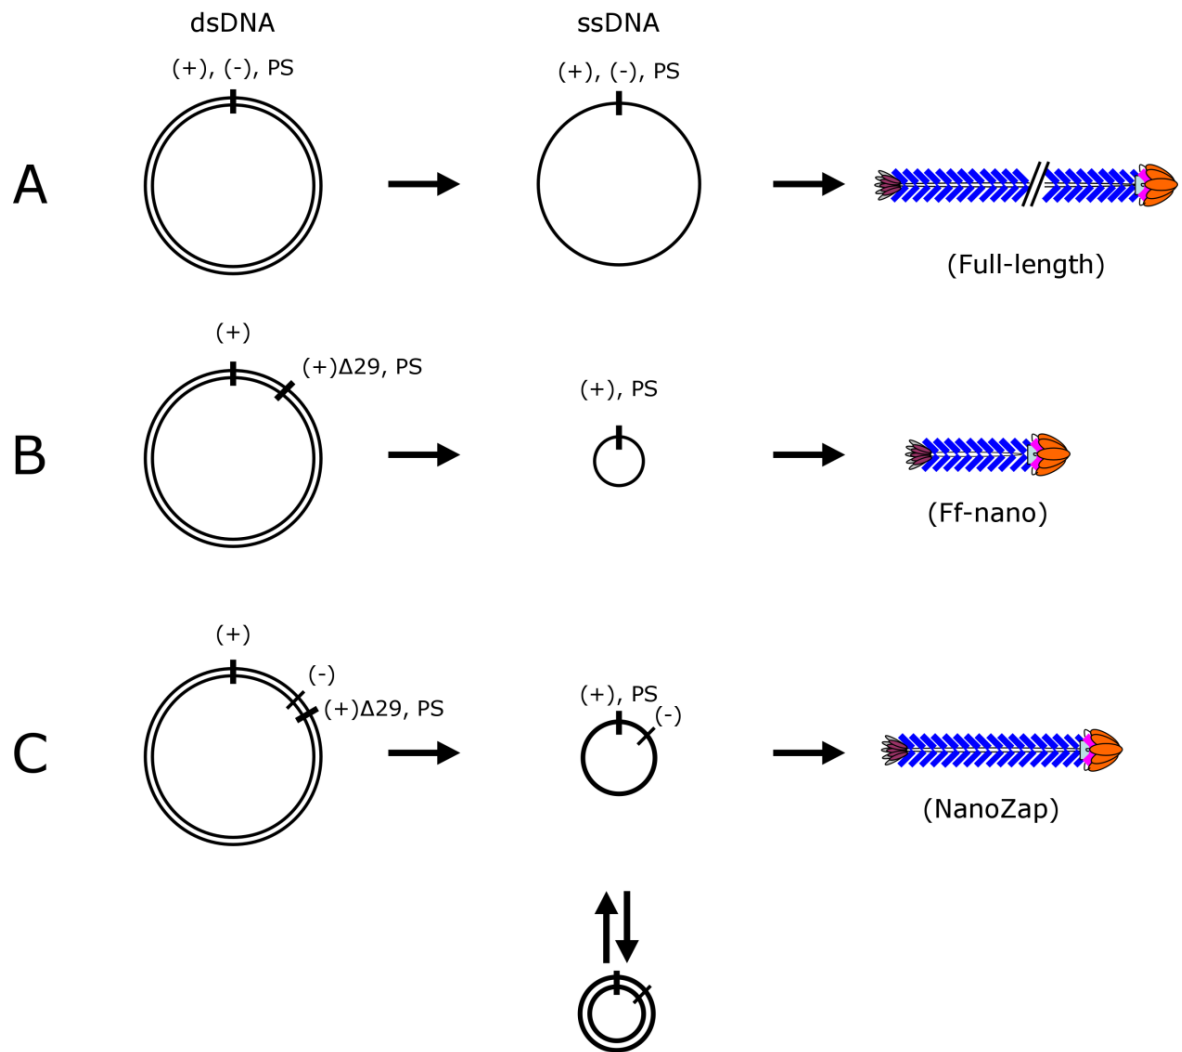 dsDNA
ssDNA
(+), (-), PS
(+), (-), PS
A
(Full-length)
(+)
(+)Δ29, PS
(+), PS
B
(Ff-nano)
(+)
(-)
(+)Δ29, PS
(+), PS
(-)
C
(NanoZap)